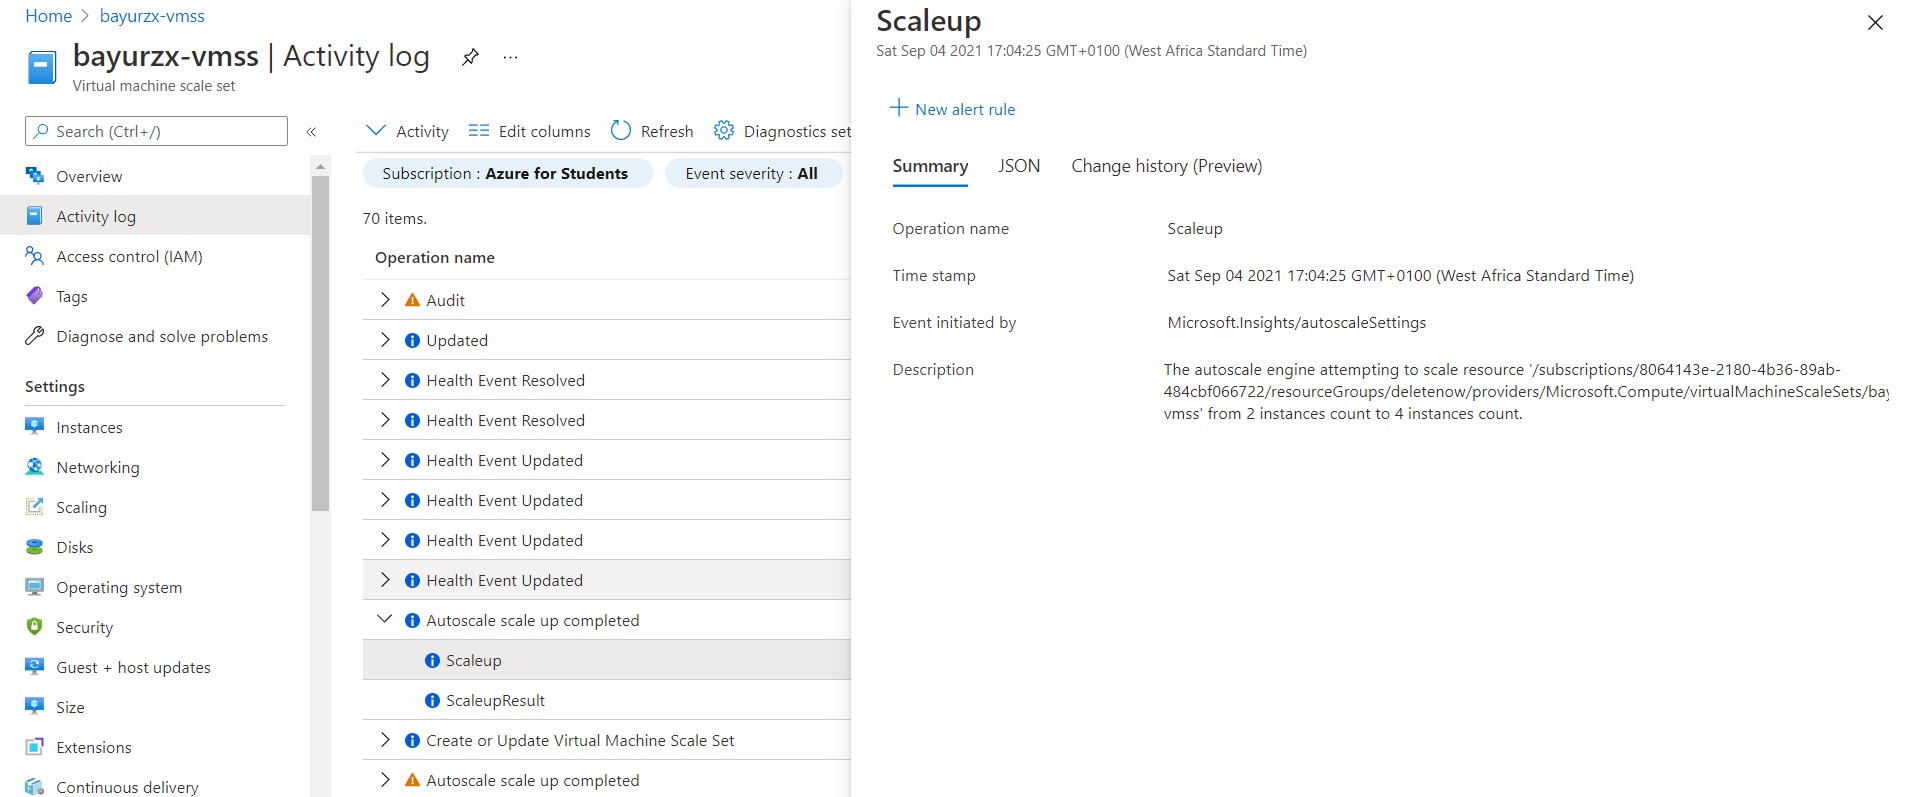 Home > bayurzx-vmss
bayurzx-vmss | Activity log
Virtual machine scale set
Search (Ctrl+/)
Overview
Activity log
Access control (IAM)
Tags
Diagnose and solve problems
Settings
Instances
Networking
Scaling
Disks
Operating system
Security
Guest + host updates
Size
Extensions
Continuous delivery
Activity Edit columns Refresh Diagnostics set
Subscription : Azure for Students Event severity : All
70 items.
Operation name
Audit
Updated
Health Event Resolved
Health Event Resolved
Health Event Updated
Health Event Updated
Health Event Updated
Health Event Updated
Autoscale scale up completed
Scaleup
ScaleupResult
Create or Update Virtual Machine Scale Set
Autoscale scale up completed
Scaleup
Sat Sep 04 2021 17:04:25 GMT+0100 (West Africa Standard Time)
New alert rule
Summary JSON Change history (Preview)
Operation name Scaleup
Time stamp Sat Sep 04 2021 17:04:25 GMT+0100 (West Africa Standard Time)
Event initiated by Microsoft.Insights/autoscaleSettings
Description The autoscale engine attempting to scale resource '/subscriptions/8064143e-2180-4b36-89ab-
484cbf066722/resourceGroups/deletenow/providers/Microsoft.Compute/virtualMachineScaleSets/bay
vmss' from 2 instances count to 4 instances count.